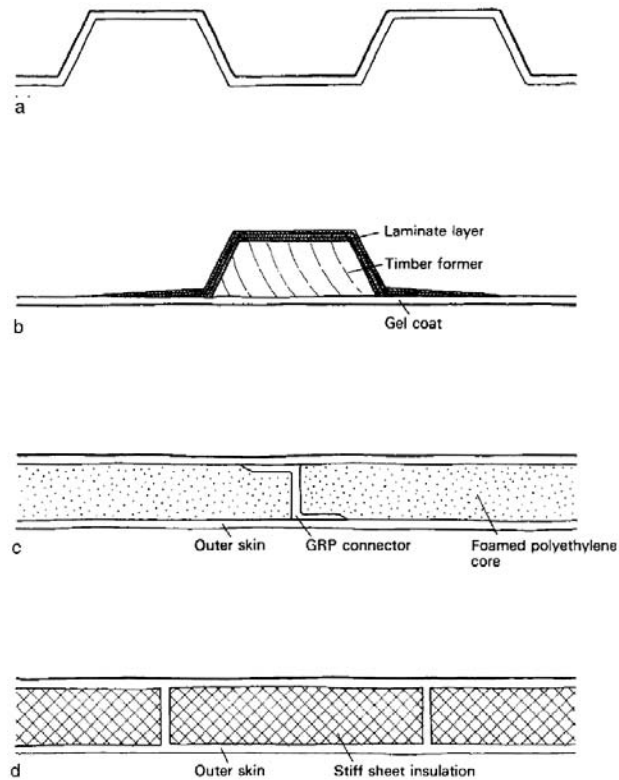 a
Laminate layer
Timber former
Gel coat
b
Outer skin
GRP connector
Foamed polyethylene
core
c
Outer skin
Stiff sheet insulation
d